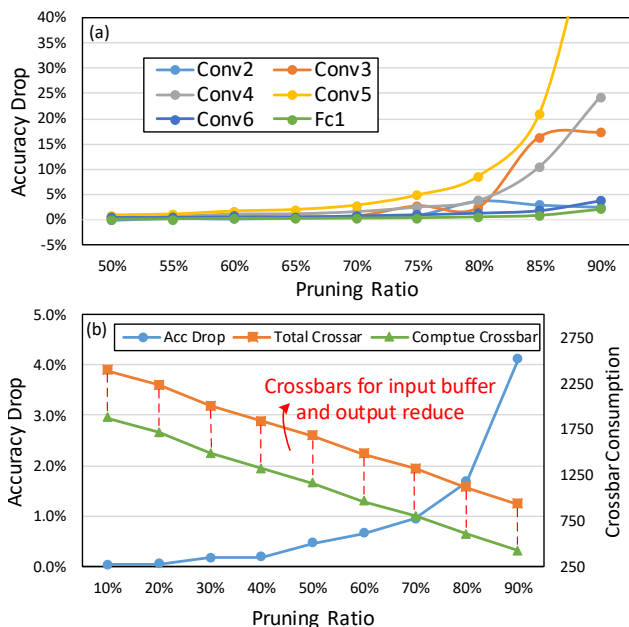 (a)
40%
35%
30%
25%
20%
15%
10%
5%
0%
-5%
Accuracy Drop
Conv2 Conv3
Conv4 Conv5
Conv6 Fc1
50% 55% 60% 65% 70% 75% 80% 85% 90%
Pruning Ratio
(b)
5.0%
4.0%
3.0%
2.0%
1.0%
0.0%
Accuracy Drop
Acc Drop Total Crossar Comptue Crossbar
Crossbars for input buffer
and output reduce
2750
2250
1750
1250
750
250
Crossbar Consumption
10% 20% 30% 40% 50% 60% 70% 80% 90%
Pruning Ratio